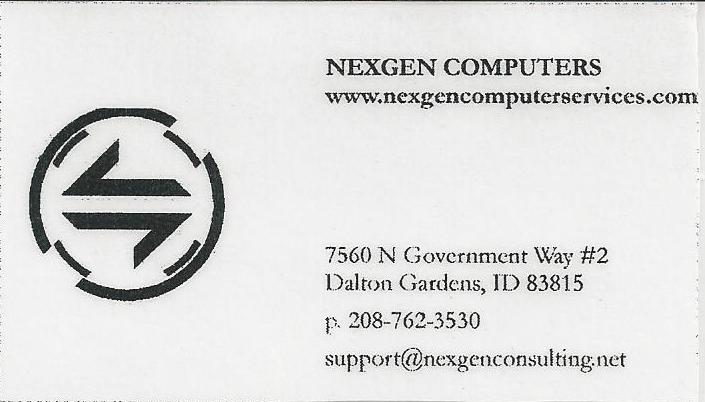 NEXGEN COMPUTERS
www.nexgencomputerservices.com
7560 N Government Way #2
Dalton Gardens, ID 83815
p. 208-762-3530
support@nexgenconsulting.net